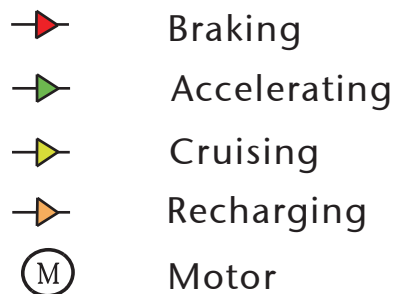 Braking
Accelerating
Cruising
Recharging
M Motor